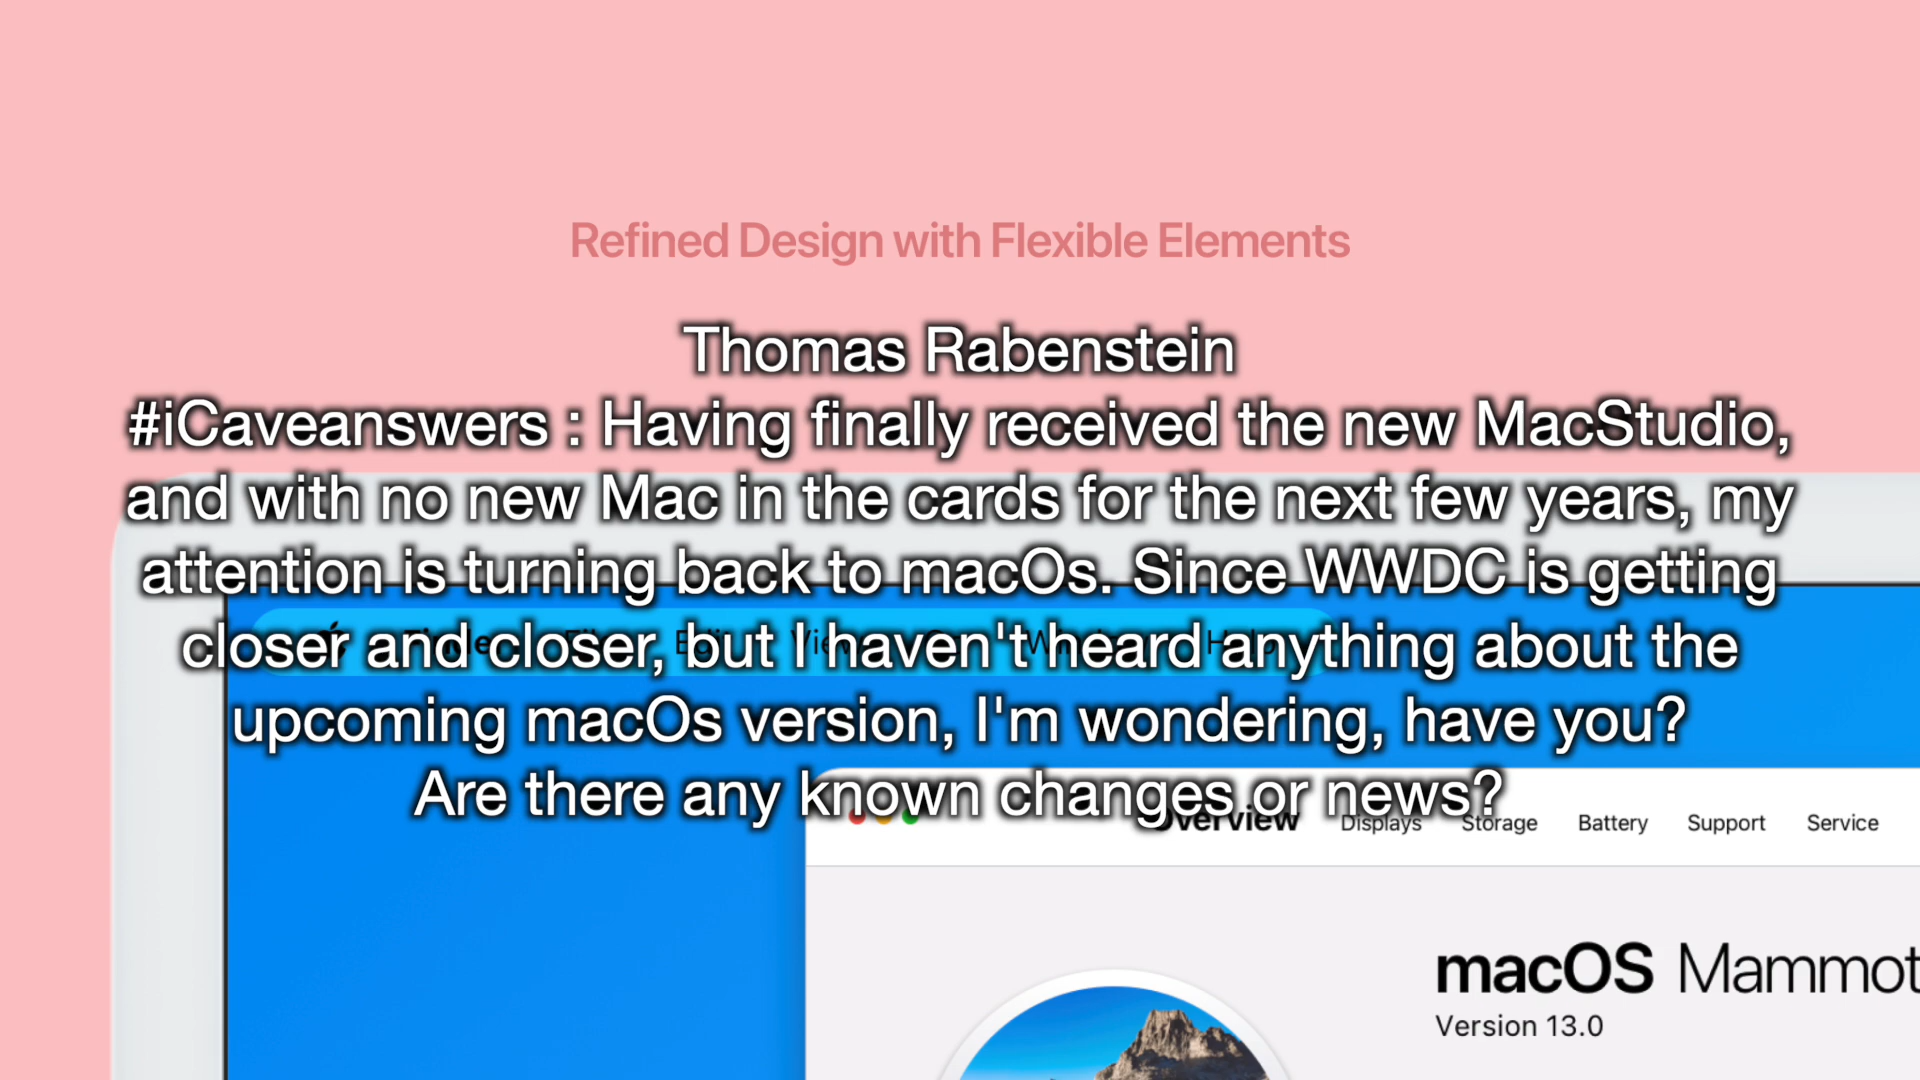 Refined Design with Flexible Elements
Thomas Rabenstein
#iCaveanswers : Having finally received the new MacStudio,
and with no new Mac in the cards for the next few years, my
attention is turning back to macOs. Since WWDC is getting
closer and closer, but I haven't heard anything about the
upcoming macOs version, I'm wondering, have you?
Are there any known changes or news?
Overview Displays Storage Battery Support Service
macOS Mammot
Version 13.0